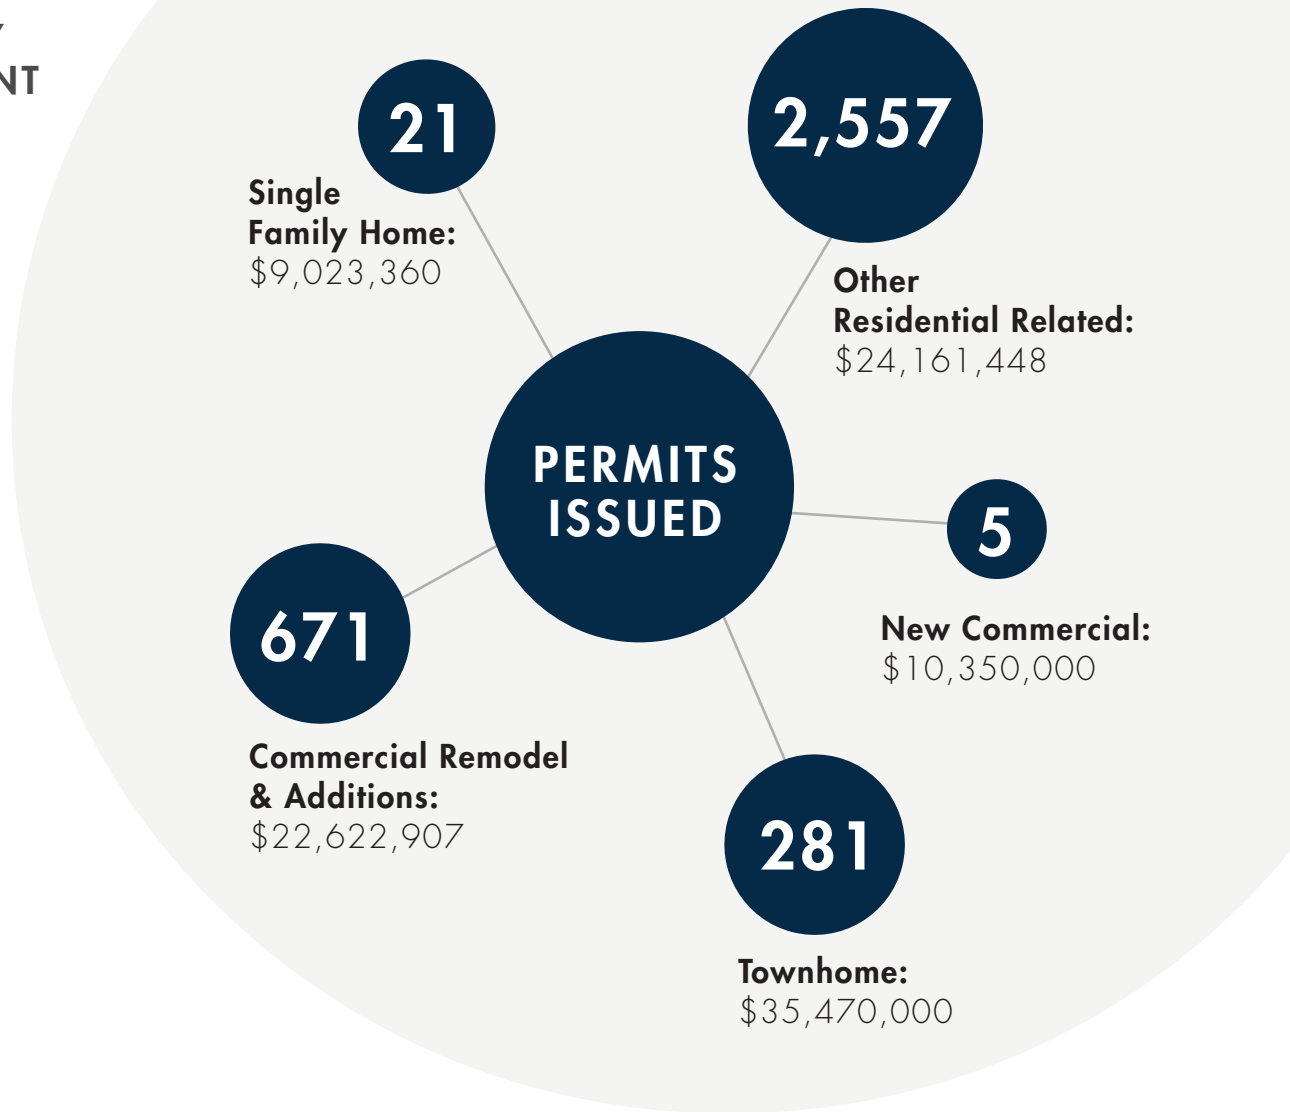 21
Single
Family Home:
$9,023,360
2,557
Other
Residential Related:
$24,161,448
PERMITS
ISSUED
5
New Commercial:
$10,350,000
671
Commercial Remodel
& Additions:
$22,622,907
281
Townhome:
$35,470,000